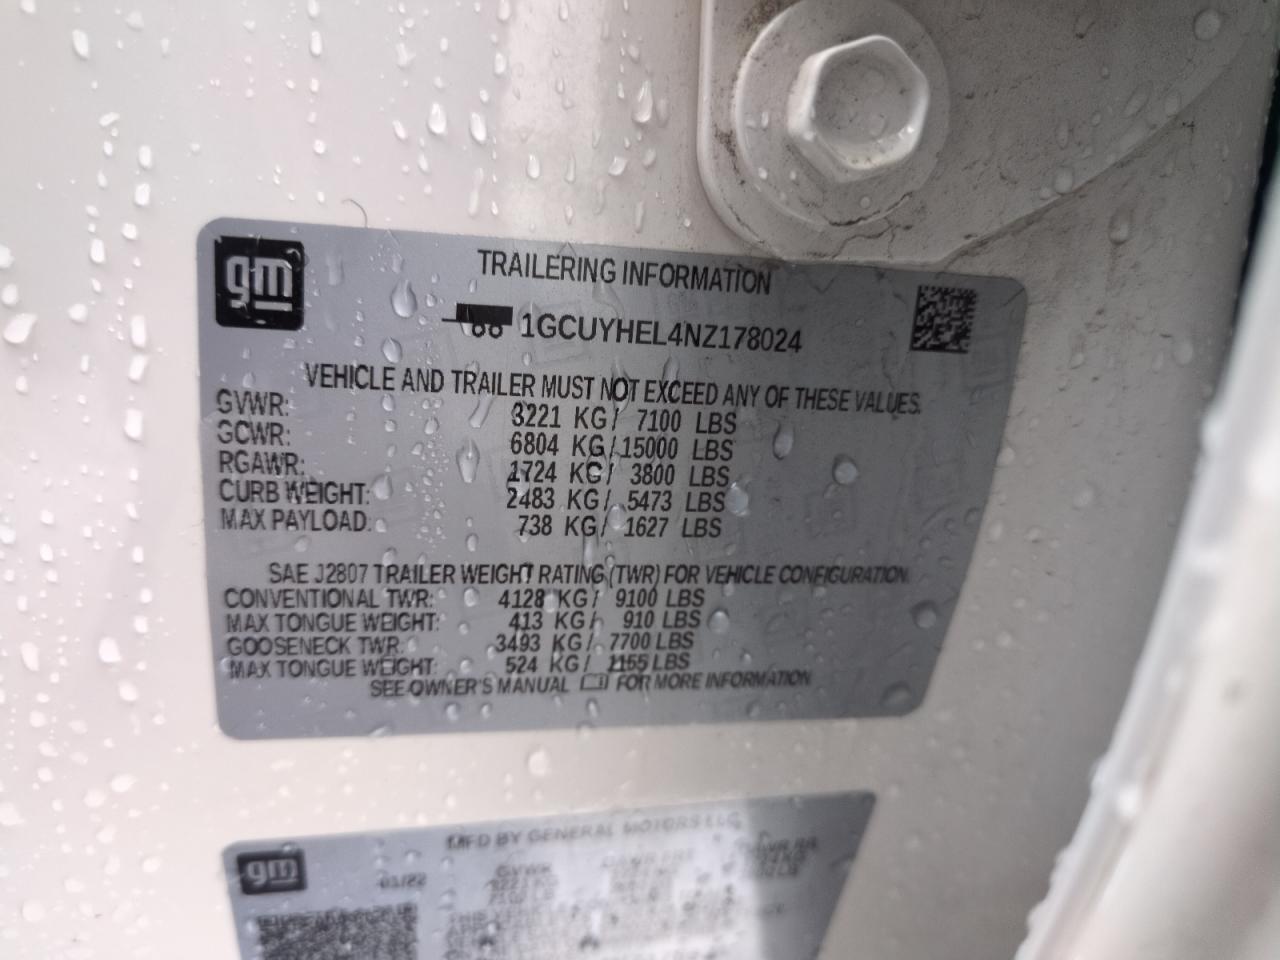 gm
TRAILERING INFORMATION
1GCUYHEL4NZ178024
VEHICLE AND TRAILER MUST NOT EXCEED ANY OF THESE VALUES.
GVWR: 3221 KG/ 7100 LBS
GCWR: 6804 KG/15000 LBS
RGAWR: 1724 KG/ 3800 LBS
CURB WEIGHT: 2483 KG/ 5473 LBS
MAX PAYLOAD: 738 KG/ 1627 LBS
SAE J2807 TRAILER WEIGHT RATING (TWR) FOR VEHICLE CONFIGURATION.
CONVENTIONAL TWR: 4128 KG/ 9100 LBS
MAX TONGUE WEIGHT: 413 KG/ 910 LBS
GOOSENECK TWR: 3493 KG/ 7700 LBS
MAX TONGUE WEIGHT: 524 KG/ 1155 LBS
SEE OWNER'S MANUAL FOR MORE INFORMATION
MFD BY GENERAL MOTORS LLC
gm
01/22
GVWR